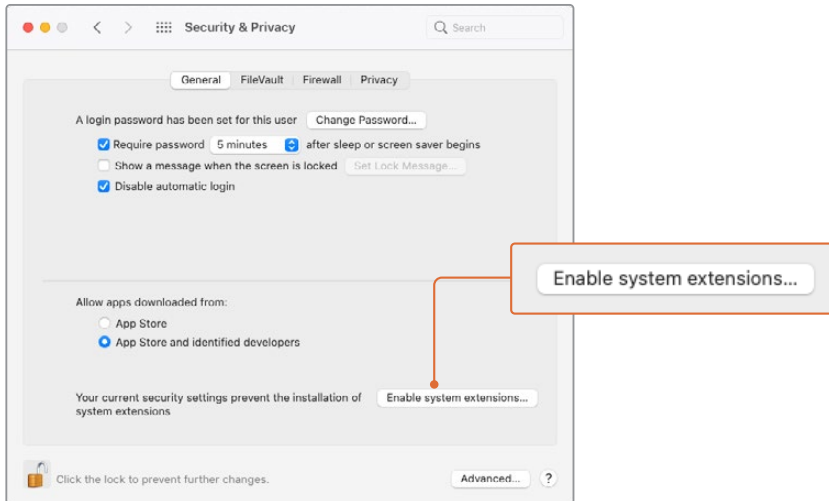 Security & Privacy
Search
General FileVault Firewall Privacy
A login password has been set for this user Change Password...
Require password 5 minutes after sleep or screen saver begins
Show a message when the screen is locked Set Lock Message...
Disable automatic login
Enable system extensions...
Allow apps downloaded from:
App Store
App Store and identified developers
Your current security settings prevent the installation of
system extensions
Enable system extensions...
Click the lock to prevent further changes.
Advanced... ?